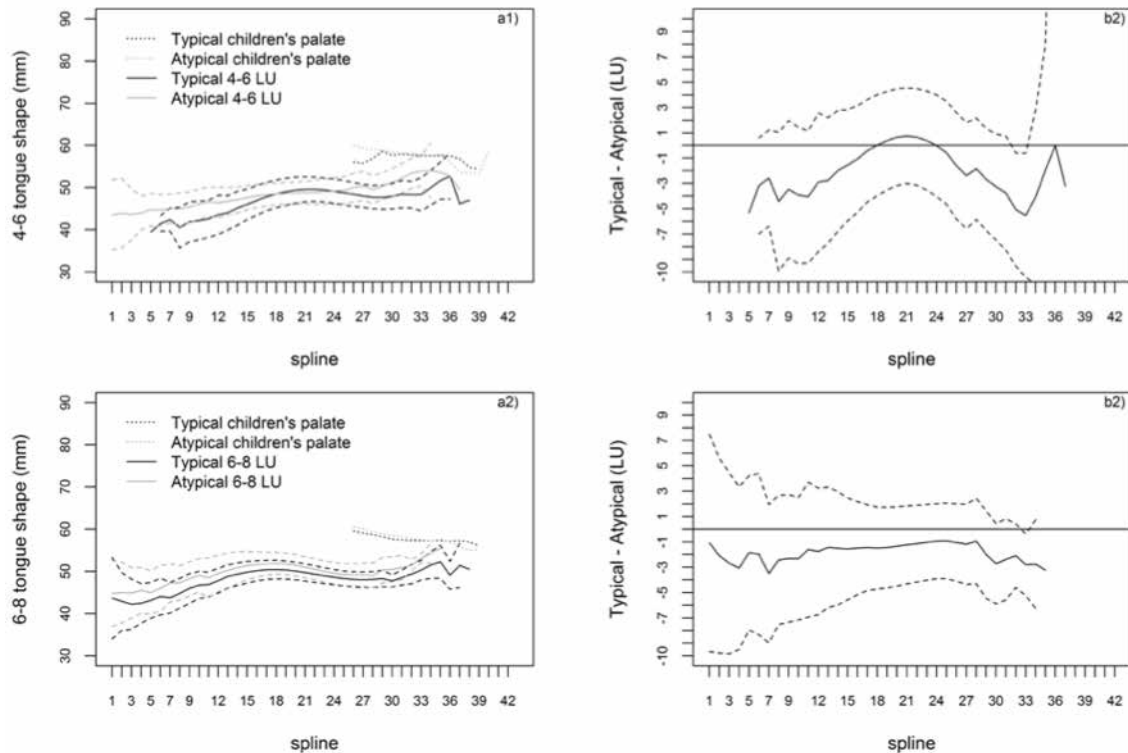 a1)
Typical children's palate
Atypical children's palate
Typical 4-6 LU
Atypical 4-6 LU
4-6 tongue shape (mm)
90
80
70
60
50
40
30
1 3 5 7 9 12 15 18 21 24 27 30 33 36 39 42
spline
b2)
Typical - Atypical (LU)
9
7
5
3
1
-1
-3
-5
-7
-10
1 3 5 7 9 12 15 18 21 24 27 30 33 36 39 42
spline
a2)
Typical children's palate
Atypical children's palate
Typical 6-8 LU
Atypical 6-8 LU
6-8 tongue shape (mm)
90
80
70
60
50
40
30
1 3 5 7 9 12 15 18 21 24 27 30 33 36 39 42
spline
b2)
Typical - Atypical (LU)
9
7
5
3
1
-1
-3
-5
-7
-10
1 3 5 7 9 12 15 18 21 24 27 30 33 36 39 42
spline